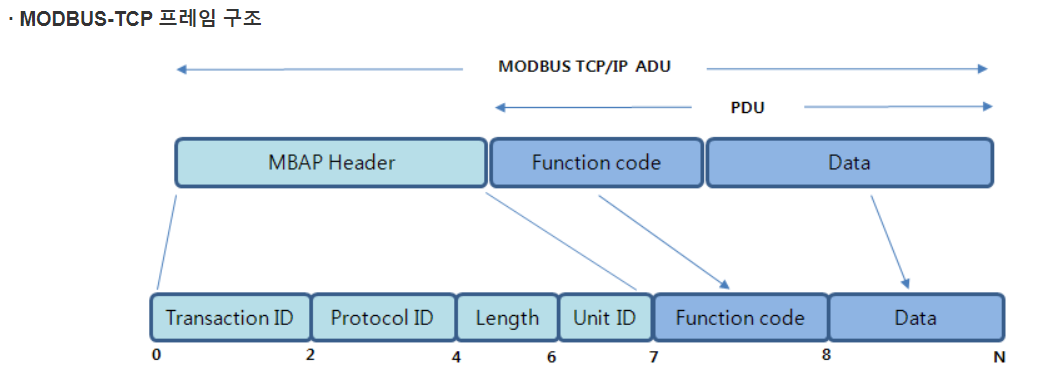 · MODBUS-TCP 프레임 구조
MODBUS TCP/IP ADU
PDU
MBAP Header Function code Data
Transaction ID Protocol ID Length Unit ID Function code Data
0 2 4 6 7 8 N